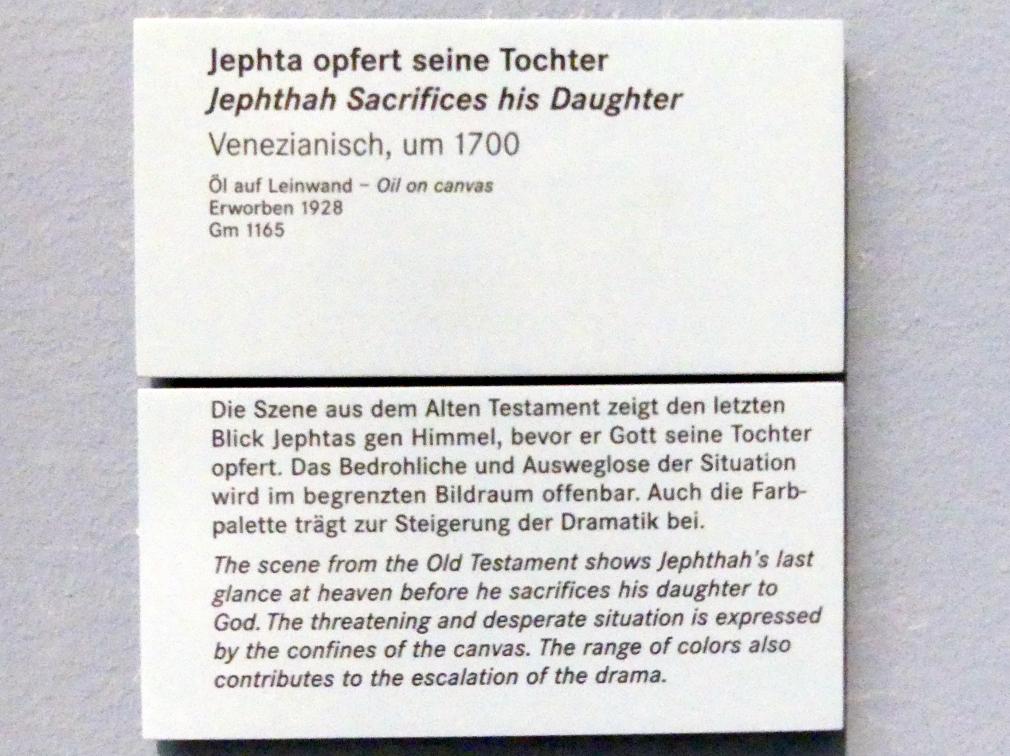 Jephta opfert seine Tochter
Jephthah Sacrifices his Daughter
Venezianisch, um 1700
Öl auf Leinwand – Oil on canvas
Erworben 1928
Gm 1165
Die Szene aus dem Alten Testament zeigt den letzten
Blick Jephtas gen Himmel, bevor er Gott seine Tochter
opfert. Das Bedrohliche und Ausweglose der Situation
wird im begrenzten Bildraum offenbar. Auch die Farb-
palette trägt zur Steigerung der Dramatik bei.
The scene from the Old Testament shows Jephthah's last
glance at heaven before he sacrifices his daughter to
God. The threatening and desperate situation is expressed
by the confines of the canvas. The range of colors also
contributes to the escalation of the drama.